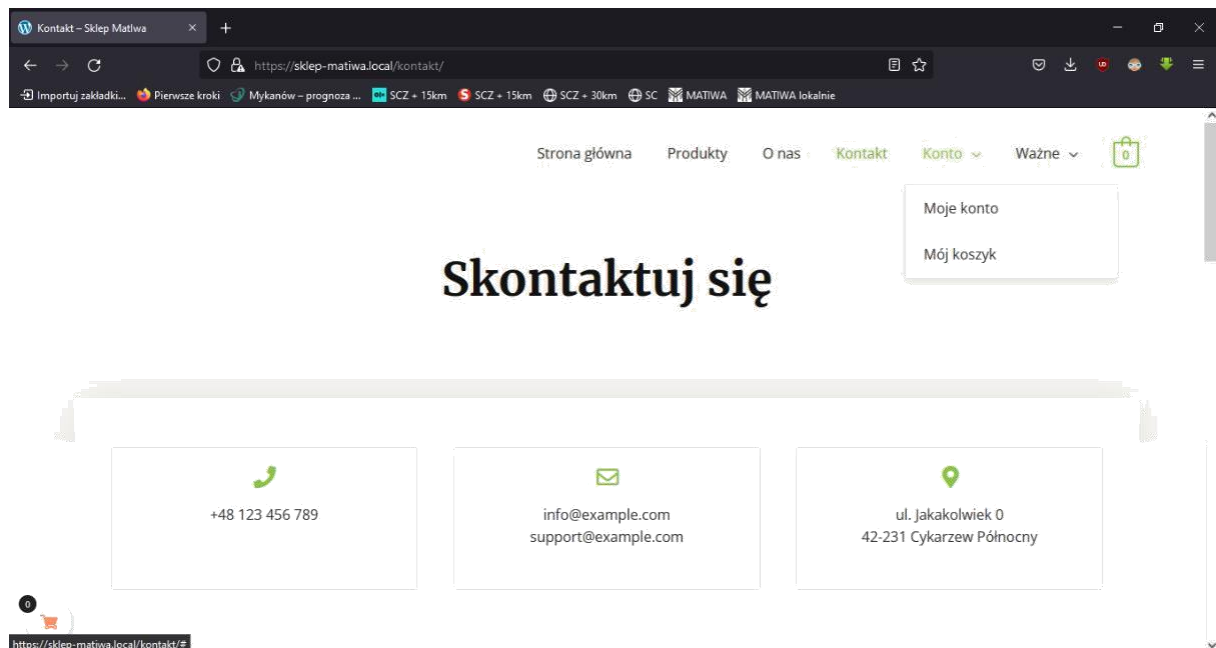 Kontakt – Sklep MatIwa
https://sklep-matiwa.local/kontakt/
Importuj zakładki... Pierwsze kroki Mykanów – prognoza ... SCZ + 15km SCZ + 15km SCZ + 30km SC MATIWA MATIWA lokalnie
Strona główna Produkty O nas Kontakt Konto Ważne 0
Moje konto
Mój koszyk
Skontaktuj się
+48 123 456 789
info@example.com
support@example.com
ul. Jakakolwiek 0
42-231 Cykarzew Północny
0
https://sklep-matiwa.local/kontakt/#